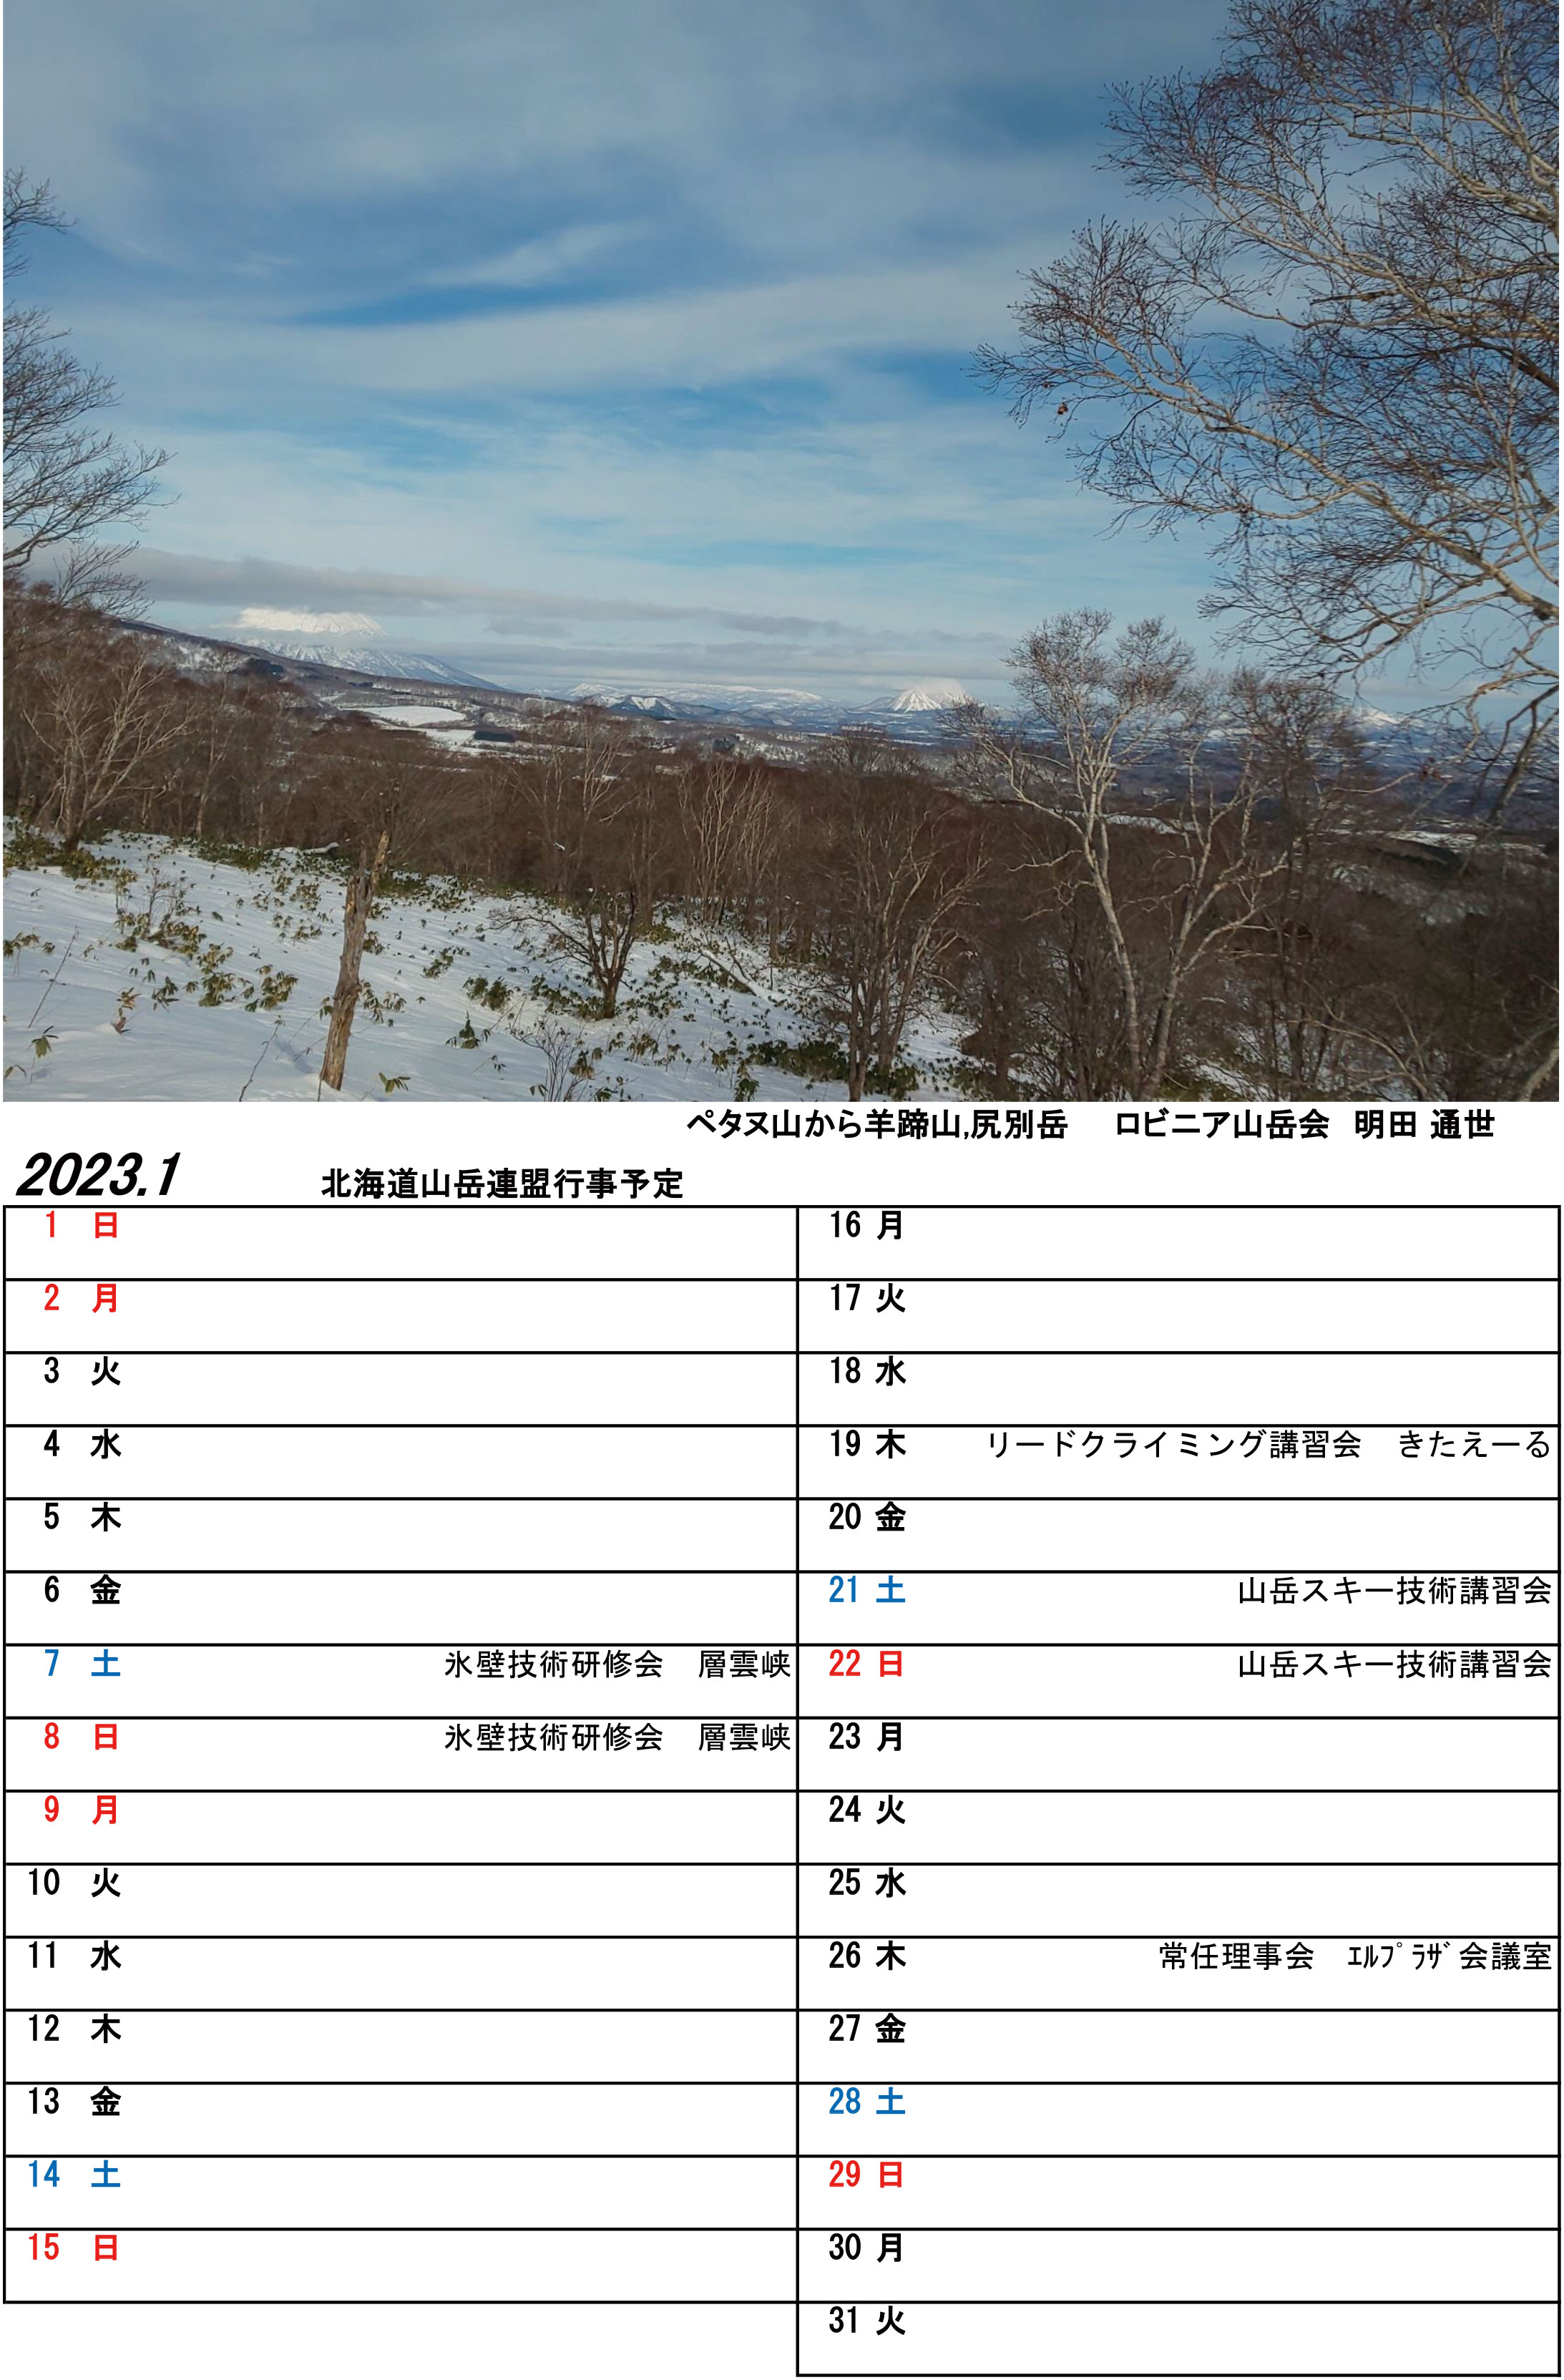 ペタヌ山から羊蹄山,尻別岳　ロビニア山岳会　明田 通世
2023.1　北海道山岳連盟行事予定
1 日
2 月
3 火
4 水
5 木
6 金
7 土　氷壁技術研修会　層雲峡
8 日　氷壁技術研修会　層雲峡
9 月
10 火
11 水
12 木
13 金
14 土
15 日
16 月
17 火
18 水
19 木　リードクライミング講習会　きたえーる
20 金
21 土　山岳スキー技術講習会
22 日　山岳スキー技術講習会
23 月
24 火
25 水
26 木　常任理事会　ｴﾙﾌﾟﾗｻﾞ会議室
27 金
28 土
29 日
30 月
31 火